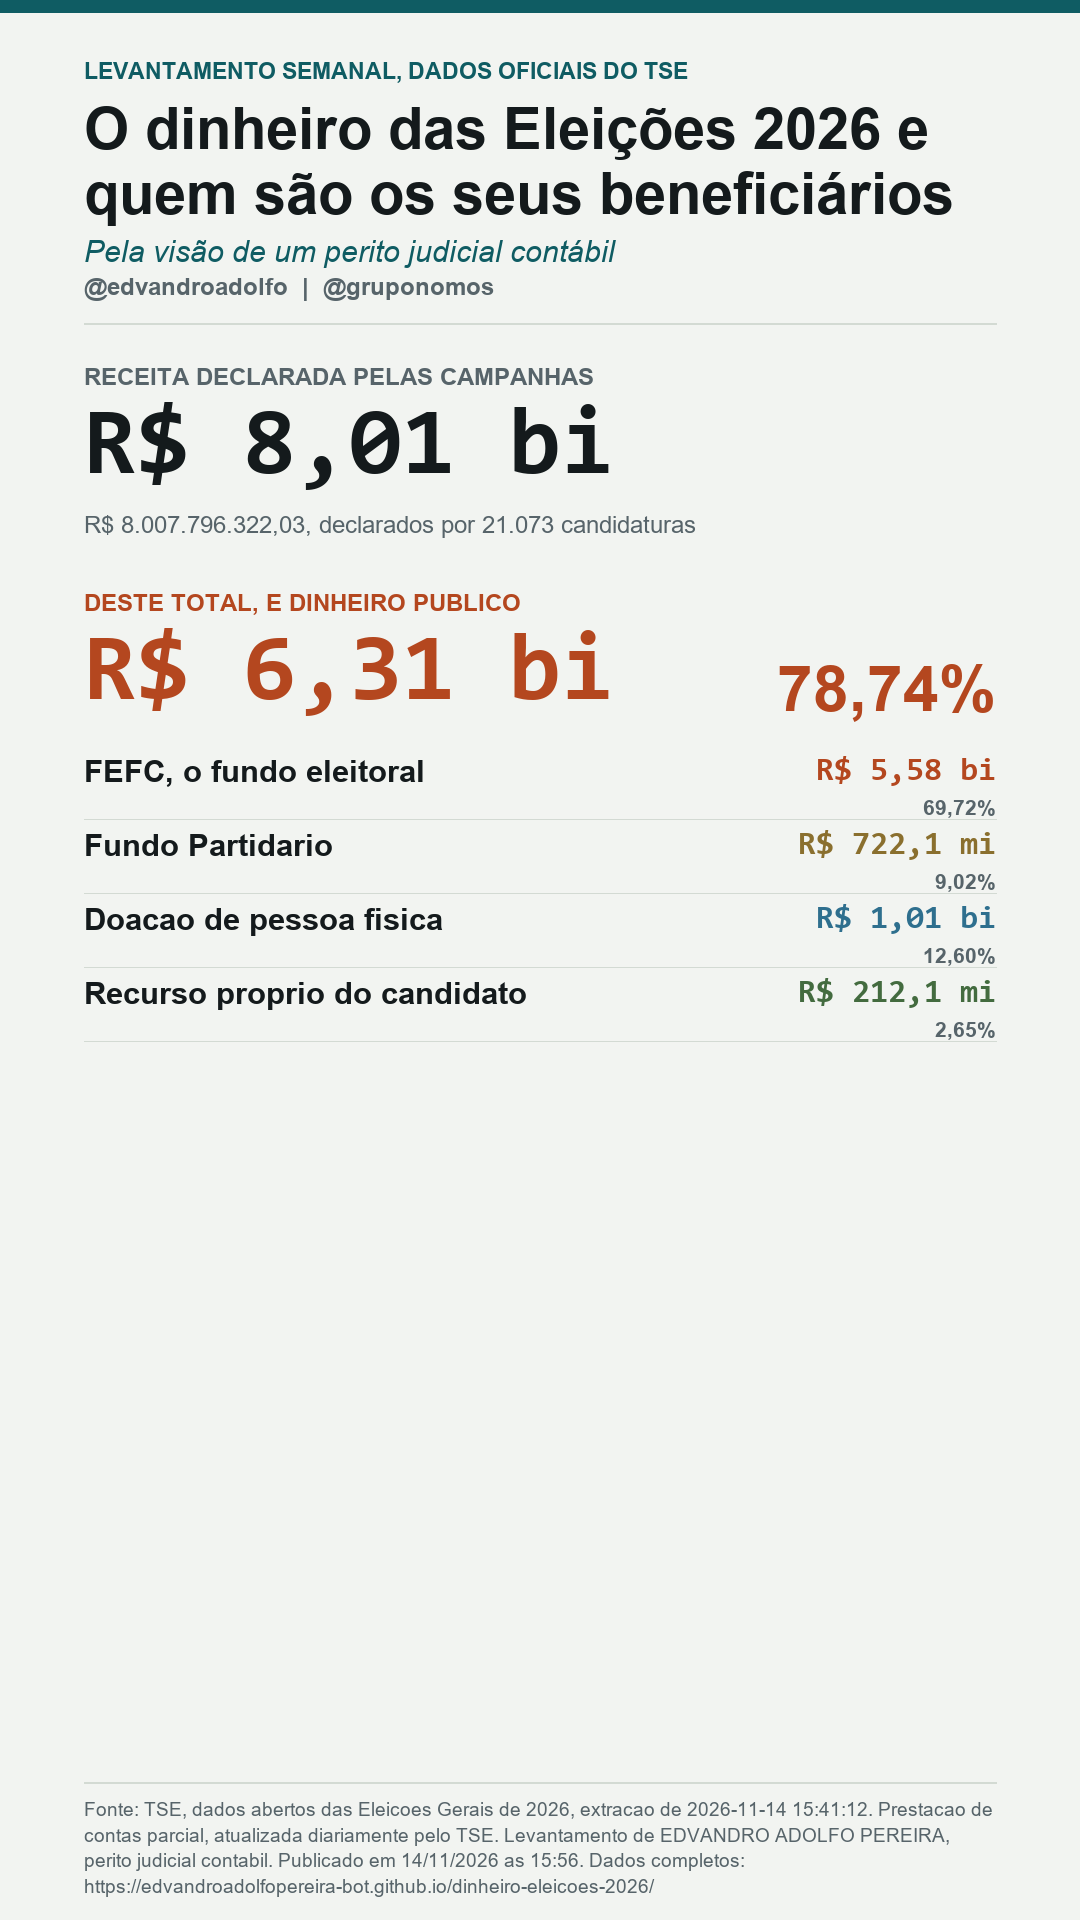 LEVANTAMENTO SEMANAL, DADOS OFICIAIS DO TSE
O dinheiro das Eleições 2026 e
quem são os seus beneficiários
Pela visão de um perito judicial contábil
@edvandroadolfo | @gruponomos
RECEITA DECLARADA PELAS CAMPANHAS
R$ 8,01 bi
R$ 8.007.796.322,03, declarados por 21.073 candidaturas
DESTE TOTAL, E DINHEIRO PUBLICO
R$ 6,31 bi
78,74%
FEFC, o fundo eleitoral
R$ 5,58 bi
69,72%
Fundo Partidario
R$ 722,1 mi
9,02%
Doacao de pessoa fisica
R$ 1,01 bi
12,60%
Recurso proprio do candidato
R$ 212,1 mi
2,65%
Fonte: TSE, dados abertos das Eleicoes Gerais de 2026, extracao de 2026-11-14 15:41:12. Prestacao de
contas parcial, atualizada diariamente pelo TSE. Levantamento de EDVANDRO ADOLFO PEREIRA,
perito judicial contabil. Publicado em 14/11/2026 as 15:56. Dados completos:
https://edvandroadolfopereira-bot.github.io/dinheiro-eleicoes-2026/